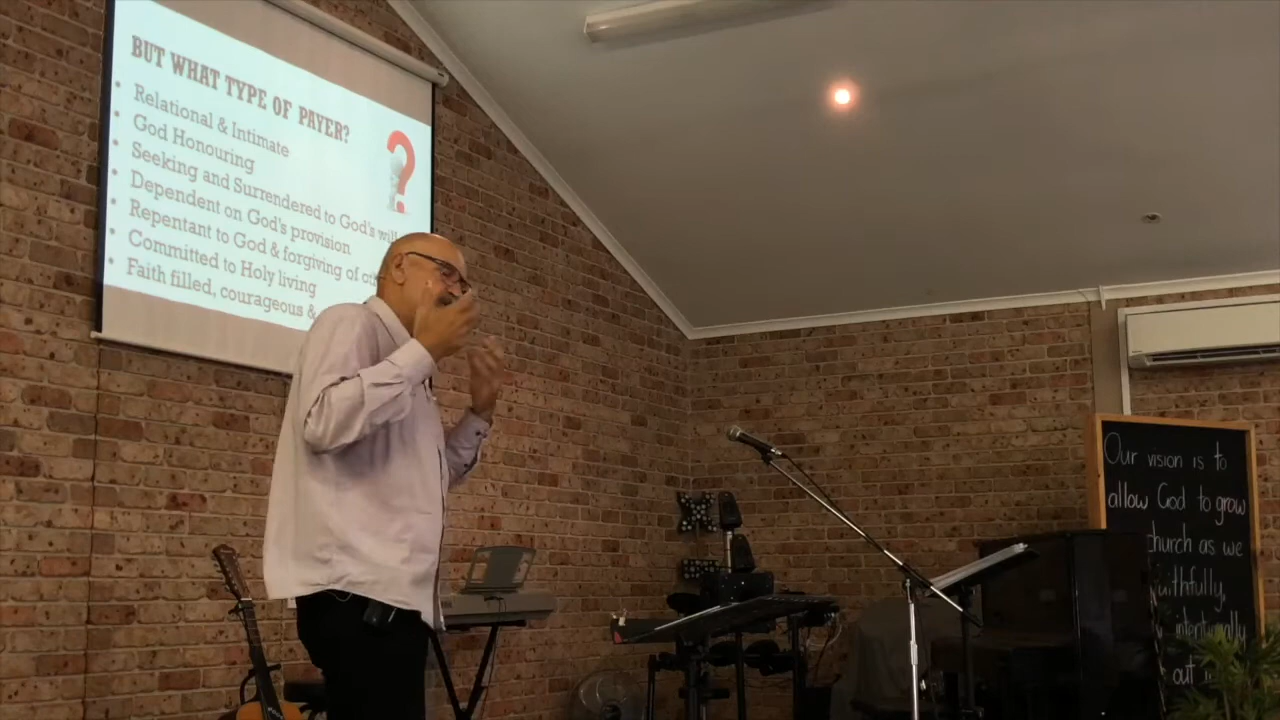 BUT WHAT TYPE OF PAYER?
• Relational & Intimate
• God Honouring
• Seeking and Surrendered to God's will
• Dependent on God's provision
• Repentant to God & forgiving of
• Committed to Holy living
• Faith filled, courageous &
Our vision is to
allow God to grow
church as we
intentionally
out